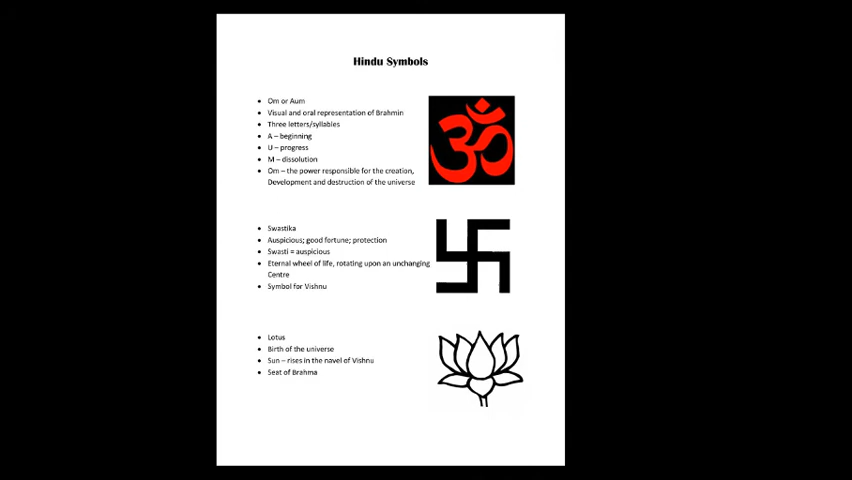 Hindu Symbols
• Om or Aum
• Visual and oral representation of Brahmin
• Three letters/syllables
• A – beginning
• U – progress
• M – dissolution
• Om – the power responsible for the creation,
Development and destruction of the universe
ॐ
• Swastika
• Auspicious; good fortune; protection
• Swasti = auspicious
• Eternal wheel of life, rotating upon an unchanging
Centre
• Symbol for Vishnu
• Lotus
• Birth of the universe
• Sun – rises in the navel of Vishnu
• Seat of Brahma